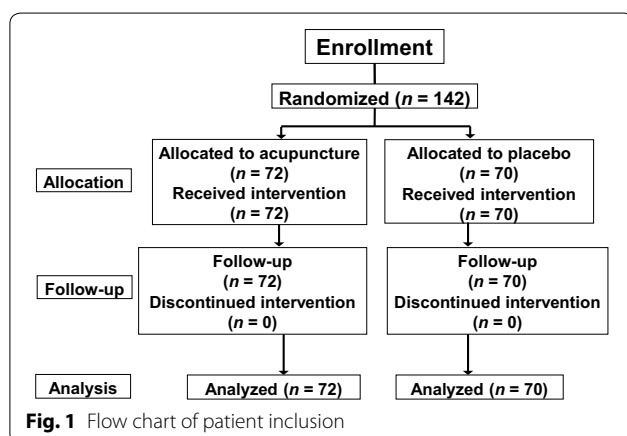 Enrollment
Randomized (n = 142)
Allocation
Allocated to acupuncture
(n = 72)
Received intervention
(n = 72)
Allocated to placebo
(n = 70)
Received intervention
(n = 70)
Follow-up
Follow-up
(n = 72)
Discontinued intervention
(n = 0)
Follow-up
(n = 70)
Discontinued intervention
(n = 0)
Analysis
Analyzed (n = 72)
Analyzed (n = 70)
Fig. 1 Flow chart of patient inclusion